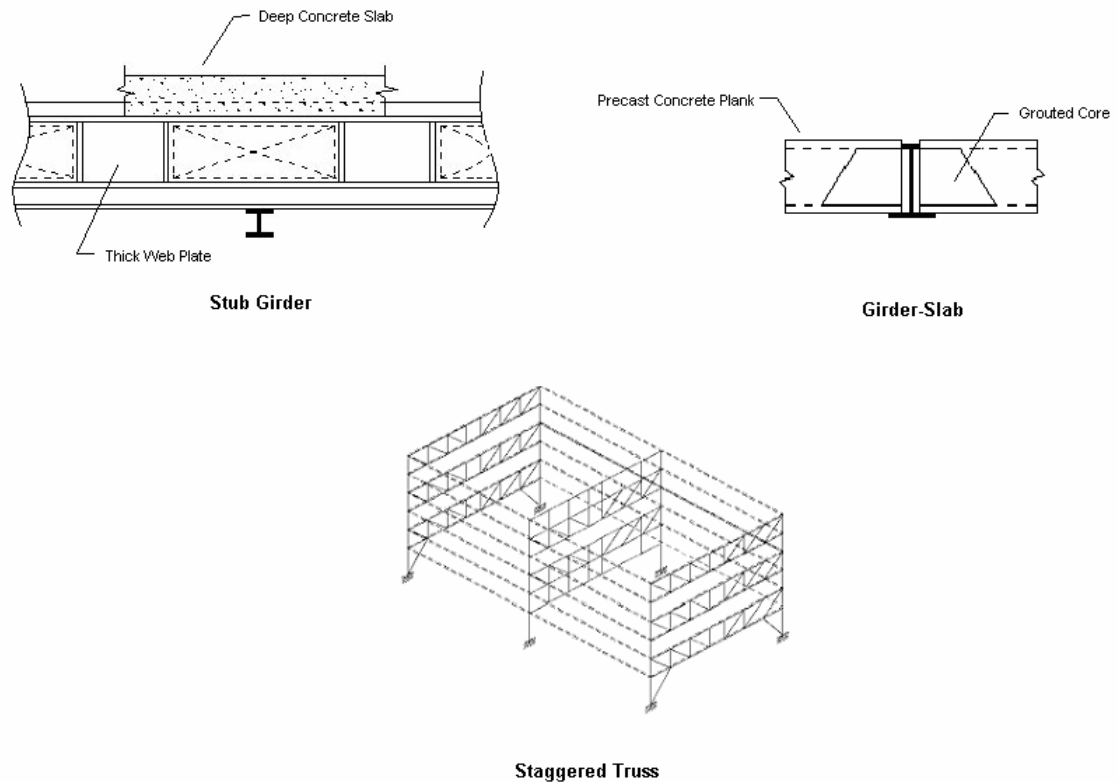 Deep Concrete Slab
Precast Concrete Plank
Grouted Core
Thick Web Plate
Stub Girder
Girder-Slab
Staggered Truss